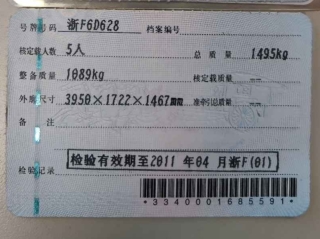 号牌号码 浙F6D628 档案编号
核定载人数 5人 总质量 1495kg
整备质量 1089kg 核定载质量 --
外廓尺寸 3950×1722×1467mm 准牵引总质量 --
备注
检验有效期至2011 年04 月浙F(01)
检验记录
*3340001685591*